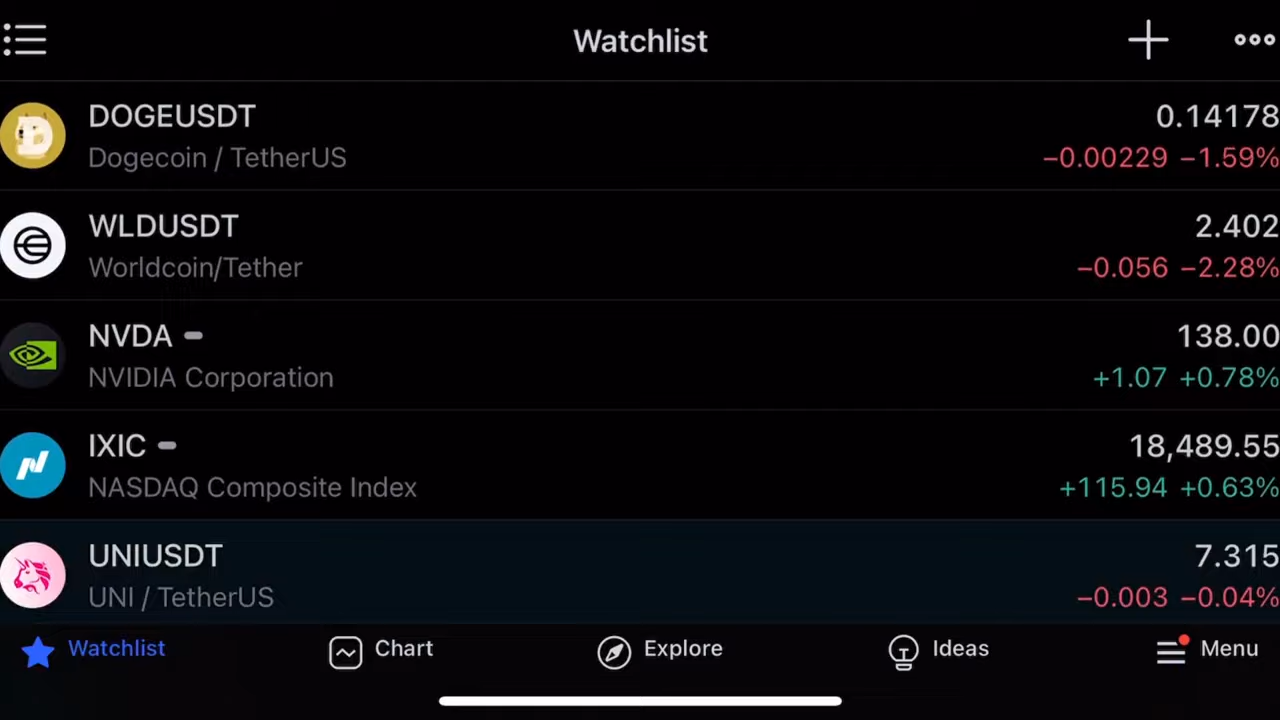 Watchlist
DOGEUSDT 0.14178
Dogecoin / TetherUS −0.00229 −1.59%
WLDUSDT 2.402
Worldcoin/Tether −0.056 −2.28%
NVDA 138.00
NVIDIA Corporation +1.07 +0.78%
IXIC 18,489.55
NASDAQ Composite Index +115.94 +0.63%
UNIUSDT 7.315
UNI / TetherUS −0.003 −0.04%
Watchlist Chart Explore Ideas Menu